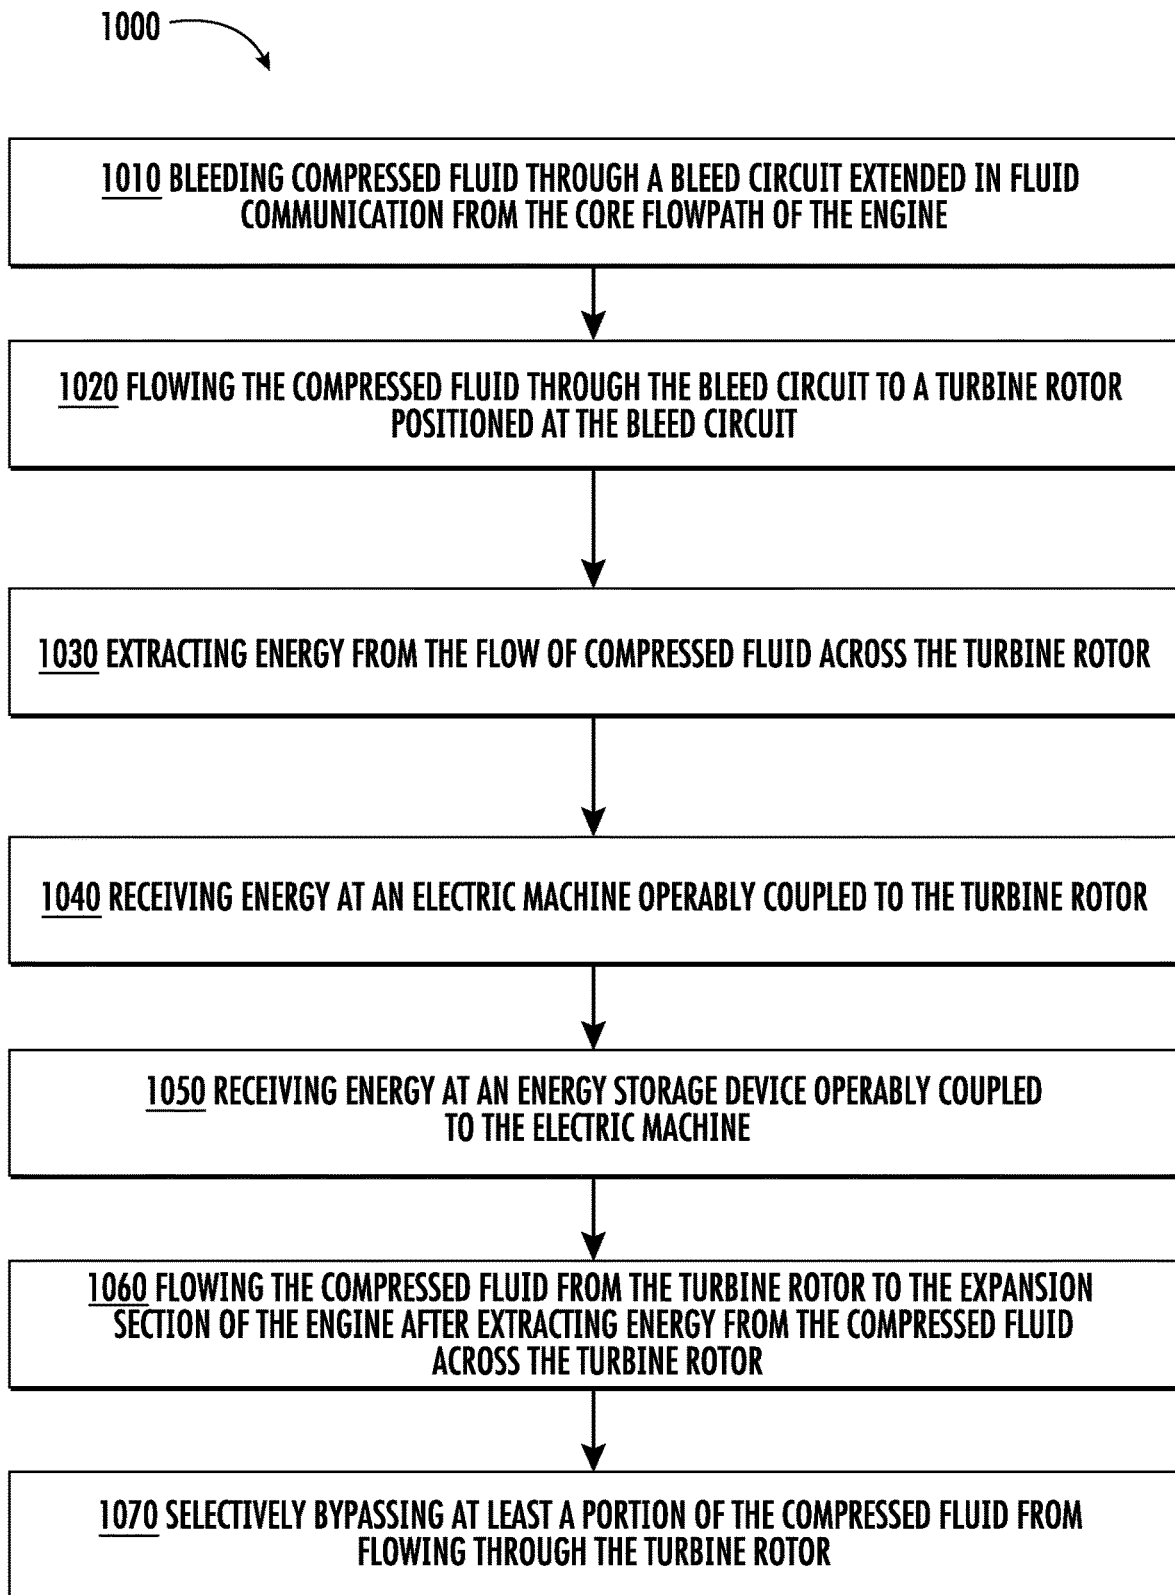 1000
1010 BLEEDING COMPRESSED FLUID THROUGH A BLEED CIRCUIT EXTENDED IN FLUID
COMMUNICATION FROM THE CORE FLOWPATH OF THE ENGINE
1020 FLOWING THE COMPRESSED FLUID THROUGH THE BLEED CIRCUIT TO A TURBINE ROTOR
POSITIONED AT THE BLEED CIRCUIT
1030 EXTRACTING ENERGY FROM THE FLOW OF COMPRESSED FLUID ACROSS THE TURBINE ROTOR
1040 RECEIVING ENERGY AT AN ELECTRIC MACHINE OPERABLY COUPLED TO THE TURBINE ROTOR
1050 RECEIVING ENERGY AT AN ENERGY STORAGE DEVICE OPERABLY COUPLED
TO THE ELECTRIC MACHINE
1060 FLOWING THE COMPRESSED FLUID FROM THE TURBINE ROTOR TO THE EXPANSION
SECTION OF THE ENGINE AFTER EXTRACTING ENERGY FROM THE COMPRESSED FLUID
ACROSS THE TURBINE ROTOR
1070 SELECTIVELY BYPASSING AT LEAST A PORTION OF THE COMPRESSED FLUID FROM
FLOWING THROUGH THE TURBINE ROTOR